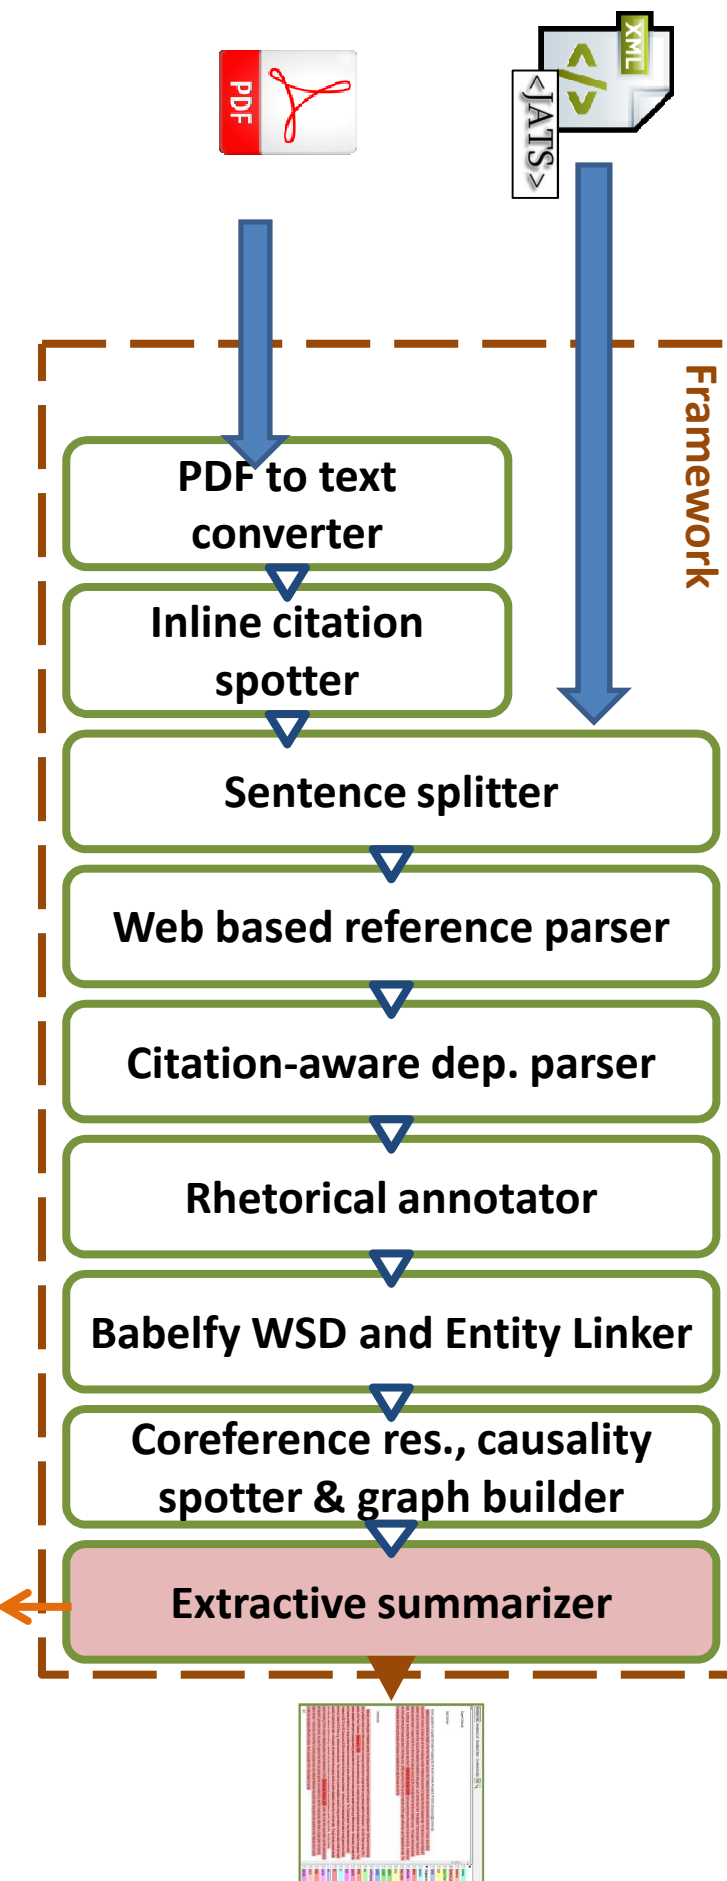 PDF
XML
</>
<JATS>
Framework
PDF to text
converter
Inline citation
spotter
Sentence splitter
Web based reference parser
Citation-aware dep. parser
Rhetorical annotator
Babelfy WSD and Entity Linker
Coreference res., causality
spotter & graph builder
Extractive summarizer